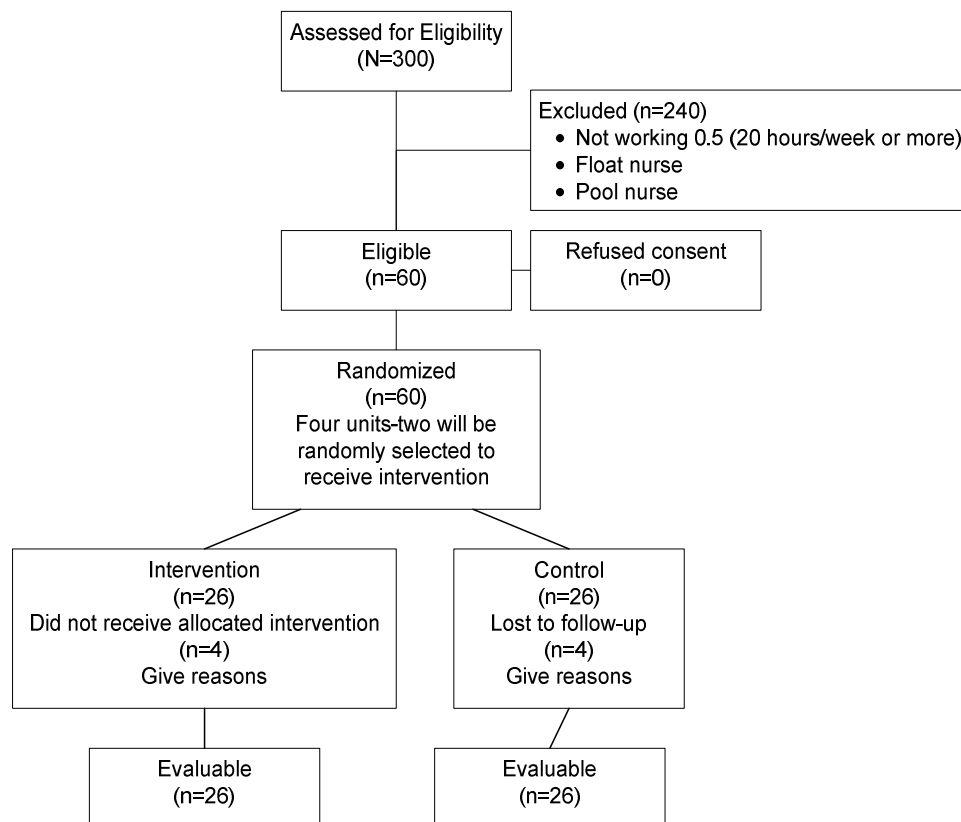 Assessed for Eligibility
(N=300)
Excluded (n=240)
• Not working 0.5 (20 hours/week or more)
• Float nurse
• Pool nurse
Eligible
(n=60)
Refused consent
(n=0)
Randomized
(n=60)
Four units-two will be
randomly selected to
receive intervention
Intervention
(n=26)
Did not receive allocated intervention
(n=4)
Give reasons
Control
(n=26)
Lost to follow-up
(n=4)
Give reasons
Evaluable
(n=26)
Evaluable
(n=26)